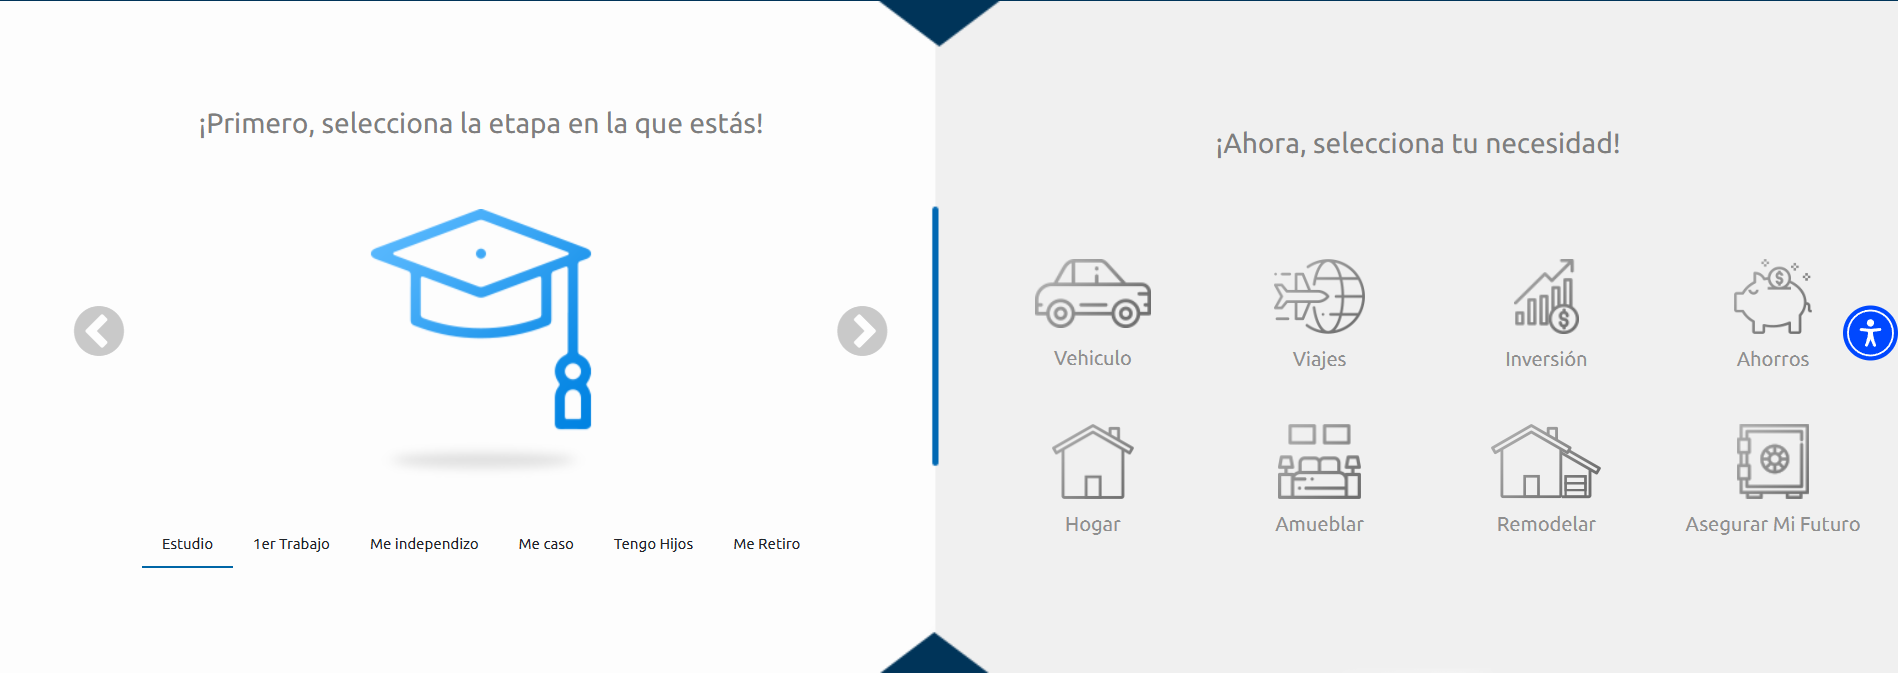 ¡Primero, selecciona la etapa en la que estás!
Estudio
1er Trabajo
Me independizo
Me caso
Tengo Hijos
Me Retiro
¡Ahora, selecciona tu necesidad!
Vehiculo
Viajes
Inversión
Ahorros
Hogar
Amueblar
Remodelar
Asegurar Mi Futuro